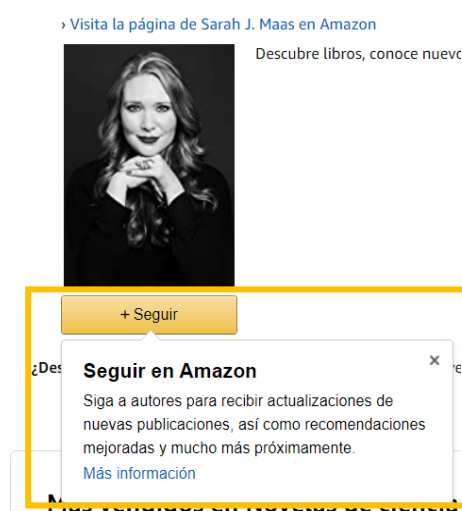 › Visita la página de Sarah J. Maas en Amazon
Descubre libros, conoce
+ Seguir
Seguir en Amazon ×
Siga a autores para recibir actualizaciones de
nuevas publicaciones, así como recomendaciones
mejoradas y mucho más próximamente.
Más información